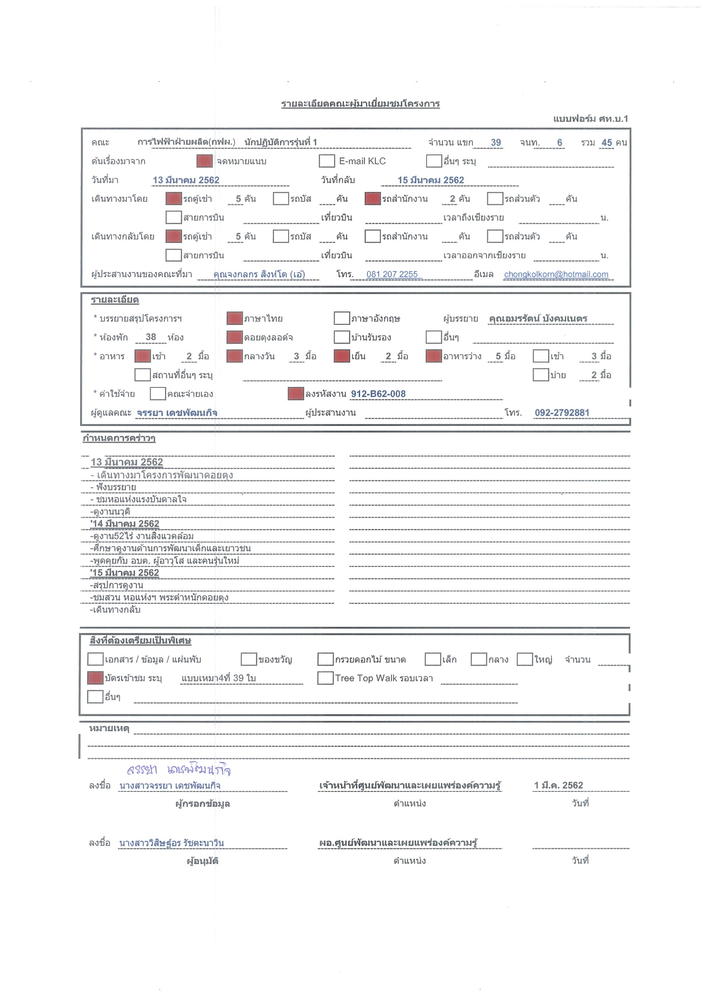 รายละเอียดคณะผู้มาเยี่ยมชมโครงการ
แบบฟอร์ม ศท.บ.1
คณะ การไฟฟ้าฝ่ายผลิต(กฟผ.) นักปฏิบัติการรุ่นที่ 1 จำนวน แขก 39 จนท. 6 รวม 45 คน
ต้นเรื่องมาจาก จดหมายแนบ E-mail KLC อื่นๆ ระบุ
วันที่มา 13 มีนาคม 2562 วันที่กลับ 15 มีนาคม 2562
เดินทางมาโดย รถตู้เช่า 5 คัน รถบัส คัน รถสำนักงาน 2 คัน รถส่วนตัว คัน
สายการบิน เที่ยวบิน เวลาถึงเชียงราย น.
เดินทางกลับโดย รถตู้เช่า 5 คัน รถบัส คัน รถสำนักงาน คัน รถส่วนตัว คัน
สายการบิน เที่ยวบิน เวลาออกจากเชียงราย น.
ผู้ประสานงานของคณะที่มา คุณจงกลกร สิงห์โต (เอ้) โทร. 081 207 2255 อีเมล chongkolkorn@hotmail.com
รายละเอียด
* บรรยายสรุปโครงการฯ ภาษาไทย ภาษาอังกฤษ ผู้บรรยาย คุณอมรรัตน์ บังคมเนตร
* ห้องพัก 38 ห้อง ดอยตุงลอด์จ บ้านรับรอง อื่นๆ
* อาหาร เช้า 2 มื้อ กลางวัน 3 มื้อ เย็น 2 มื้อ อาหารว่าง 5 มื้อ เช้า 3 มื้อ
สถานที่อื่นๆ ระบุ บ่าย 2 มื้อ
* ค่าใช้จ่าย คณะจ่ายเอง ลงรหัสงาน 912-B62-008
ผู้ดูแลคณะ จรรยา เดชพัฒนกิจ ผู้ประสานงาน โทร. 092-2792881
กำหนดการคร่าวๆ
13 มีนาคม 2562
- เดินทางมาโครงการพัฒนาดอยตุง
- ฟังบรรยาย
- ชมหอแห่งแรงบันดาลใจ
-ดูงานนวุติ
'14 มีนาคม 2562
-ดูงาน52ไร่ งานสิ่งแวดล้อม
-ศึกษาดูงานด้านการพัฒนาเด็กและเยาวชน
-พูดคุยกับ อบต. ผู้อาวุโส และคนรุ่นใหม่
'15 มีนาคม 2562
-สรุปการดูงาน
-ชมสวน หอแห่งฯ พระตำหนักดอยตุง
-เดินทางกลับ
สิ่งที่ต้องเตรียมเป็นพิเศษ
เอกสาร / ข้อมูล / แผ่นพับ ของขวัญ กรวยดอกไม้ ขนาด เล็ก กลาง ใหญ่ จำนวน
บัตรเข้าชม ระบุ แบบเหมา4ที่ 39 ใบ Tree Top Walk รอบเวลา
อื่นๆ
หมายเหตุ
จรรยา เดชพัฒนกิจ
ลงชื่อ นางสาวจรรยา เดชพัฒนกิจ เจ้าหน้าที่ศูนย์พัฒนาและเผยแพร่องค์ความรู้ 1 มี.ค. 2562
ผู้กรอกข้อมูล ตำแหน่ง วันที่
ลงชื่อ นางสาววิสิษฐ์อร รัชตะนาวิน ผอ.ศูนย์พัฒนาและเผยแพร่องค์ความรู้
ผู้อนุมัติ ตำแหน่ง วันที่